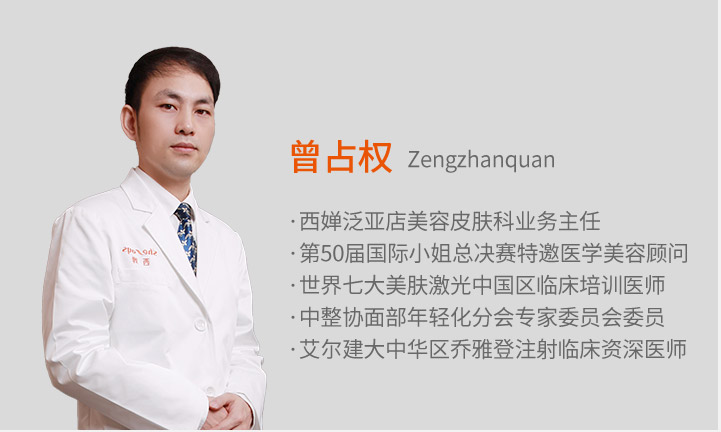 曾占权 Zengzhanquan
·西婵泛亚店美容皮肤科业务主任
·第50届国际小姐总决赛特邀医学美容顾问
·世界七大美肤激光中国区临床培训医师
·中整协面部年轻化分会专家委员会委员
·艾尔建大中华区乔雅登注射临床资深医师